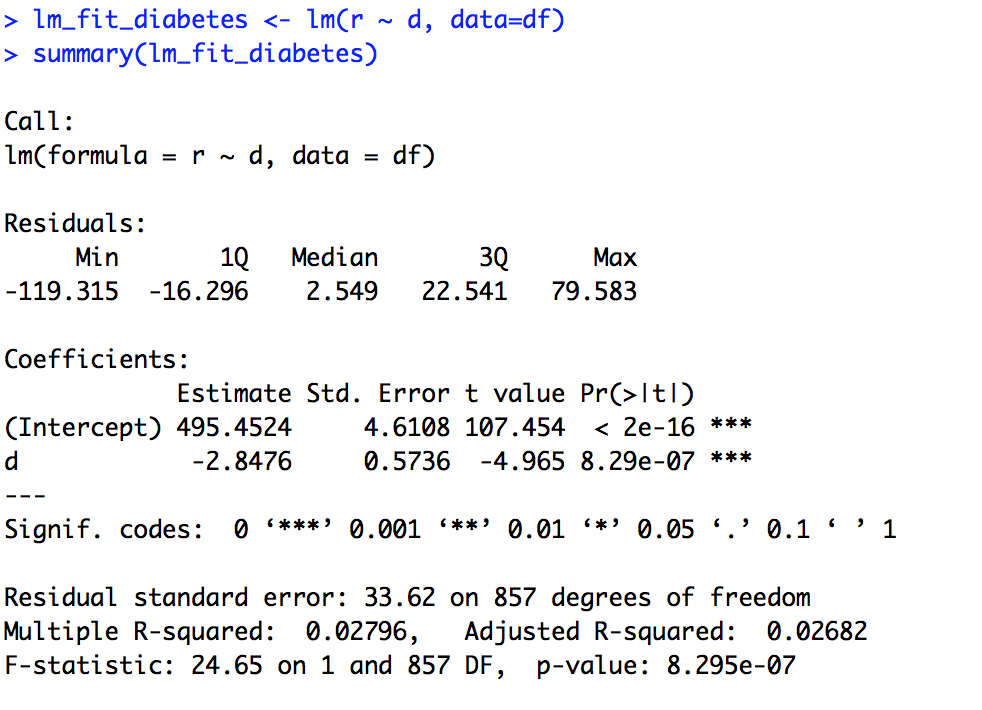 > lm_fit_diabetes <- lm(r ~ d, data=df)
> summary(lm_fit_diabetes)
Call:
lm(formula = r ~ d, data = df)
Residuals:
     Min       1Q   Median       3Q      Max
-119.315  -16.296    2.549   22.541   79.583
Coefficients:
            Estimate Std. Error t value Pr(>|t|)
(Intercept) 495.4524     4.6108 107.454  < 2e-16 ***
d            -2.8476     0.5736  -4.965 8.29e-07 ***
---
Signif. codes:  0 ‘***’ 0.001 ‘**’ 0.01 ‘*’ 0.05 ‘.’ 0.1 ‘ ’ 1
Residual standard error: 33.62 on 857 degrees of freedom
Multiple R-squared:  0.02796,   Adjusted R-squared:  0.02682
F-statistic: 24.65 on 1 and 857 DF,  p-value: 8.295e-07